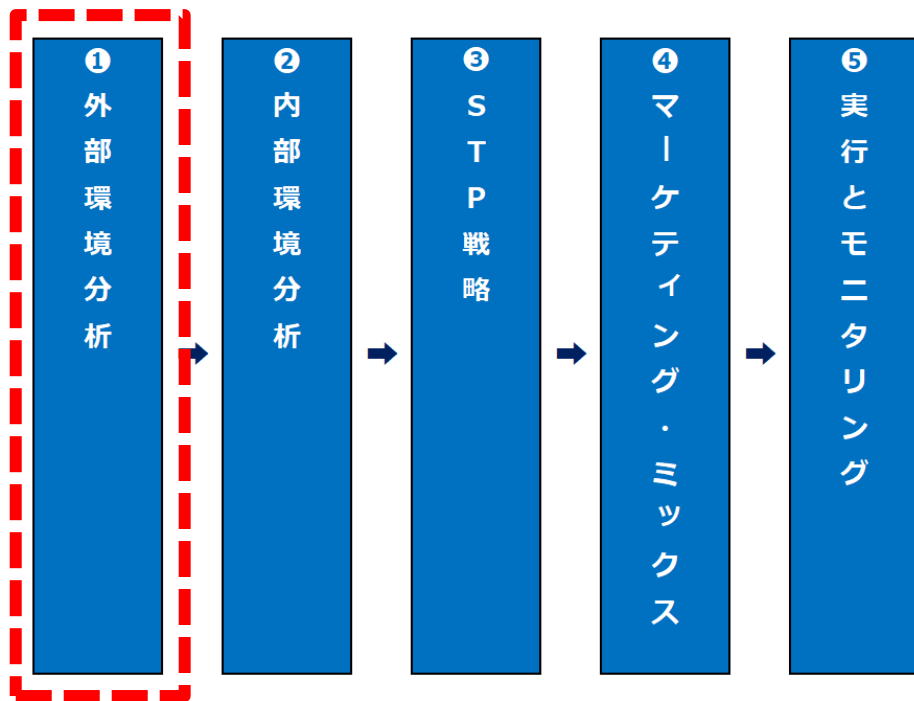 ❶外部環境分析
❷内部環境分析
❸STP戦略
❹マーケティング・ミックス
❺実行とモニタリング